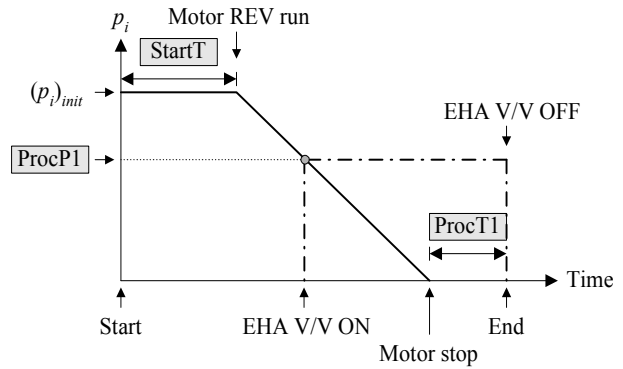 p_i
Motor REV run
StartT
(p_i)_init
EHA V/V OFF
ProcP1
ProcT1
Time
Start
EHA V/V ON
End
Motor stop